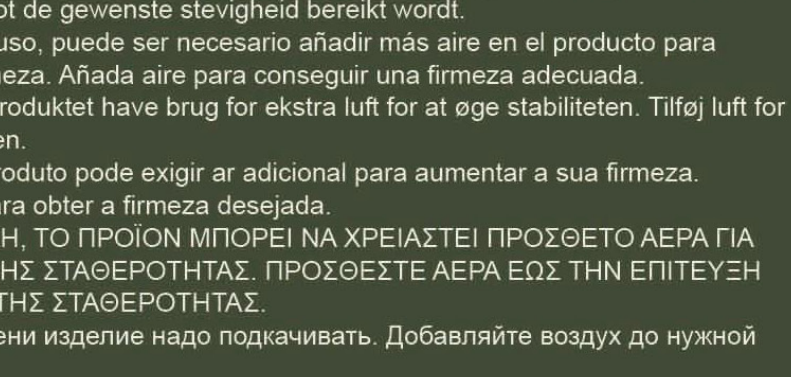 ot de gewenste stevigheid bereikt wordt.
uso, puede ser necesario añadir más aire en el producto para
eza. Añada aire para conseguir una firmeza adecuada.
roduktet have brug for ekstra luft for at øge stabiliteten. Tilføj luft for
en.
roduto pode exigir ar adicional para aumentar a sua firmeza.
ra obter a firmeza desejada.
Η, ΤΟ ΠΡΟΪΟΝ ΜΠΟΡΕΙ ΝΑ ΧΡΕΙΑΣΤΕΙ ΠΡΟΣΘΕΤΟ ΑΕΡΑ ΓΙΑ
ΗΣ ΣΤΑΘΕΡΟΤΗΤΑΣ. ΠΡΟΣΘΕΣΤΕ ΑΕΡΑ ΕΩΣ ΤΗΝ ΕΠΙΤΕΥΞΗ
ΤΗΣ ΣΤΑΘΕΡΟΤΗΤΑΣ.
ени изделие надо подкачивать. Добавляйте воздух до нужной